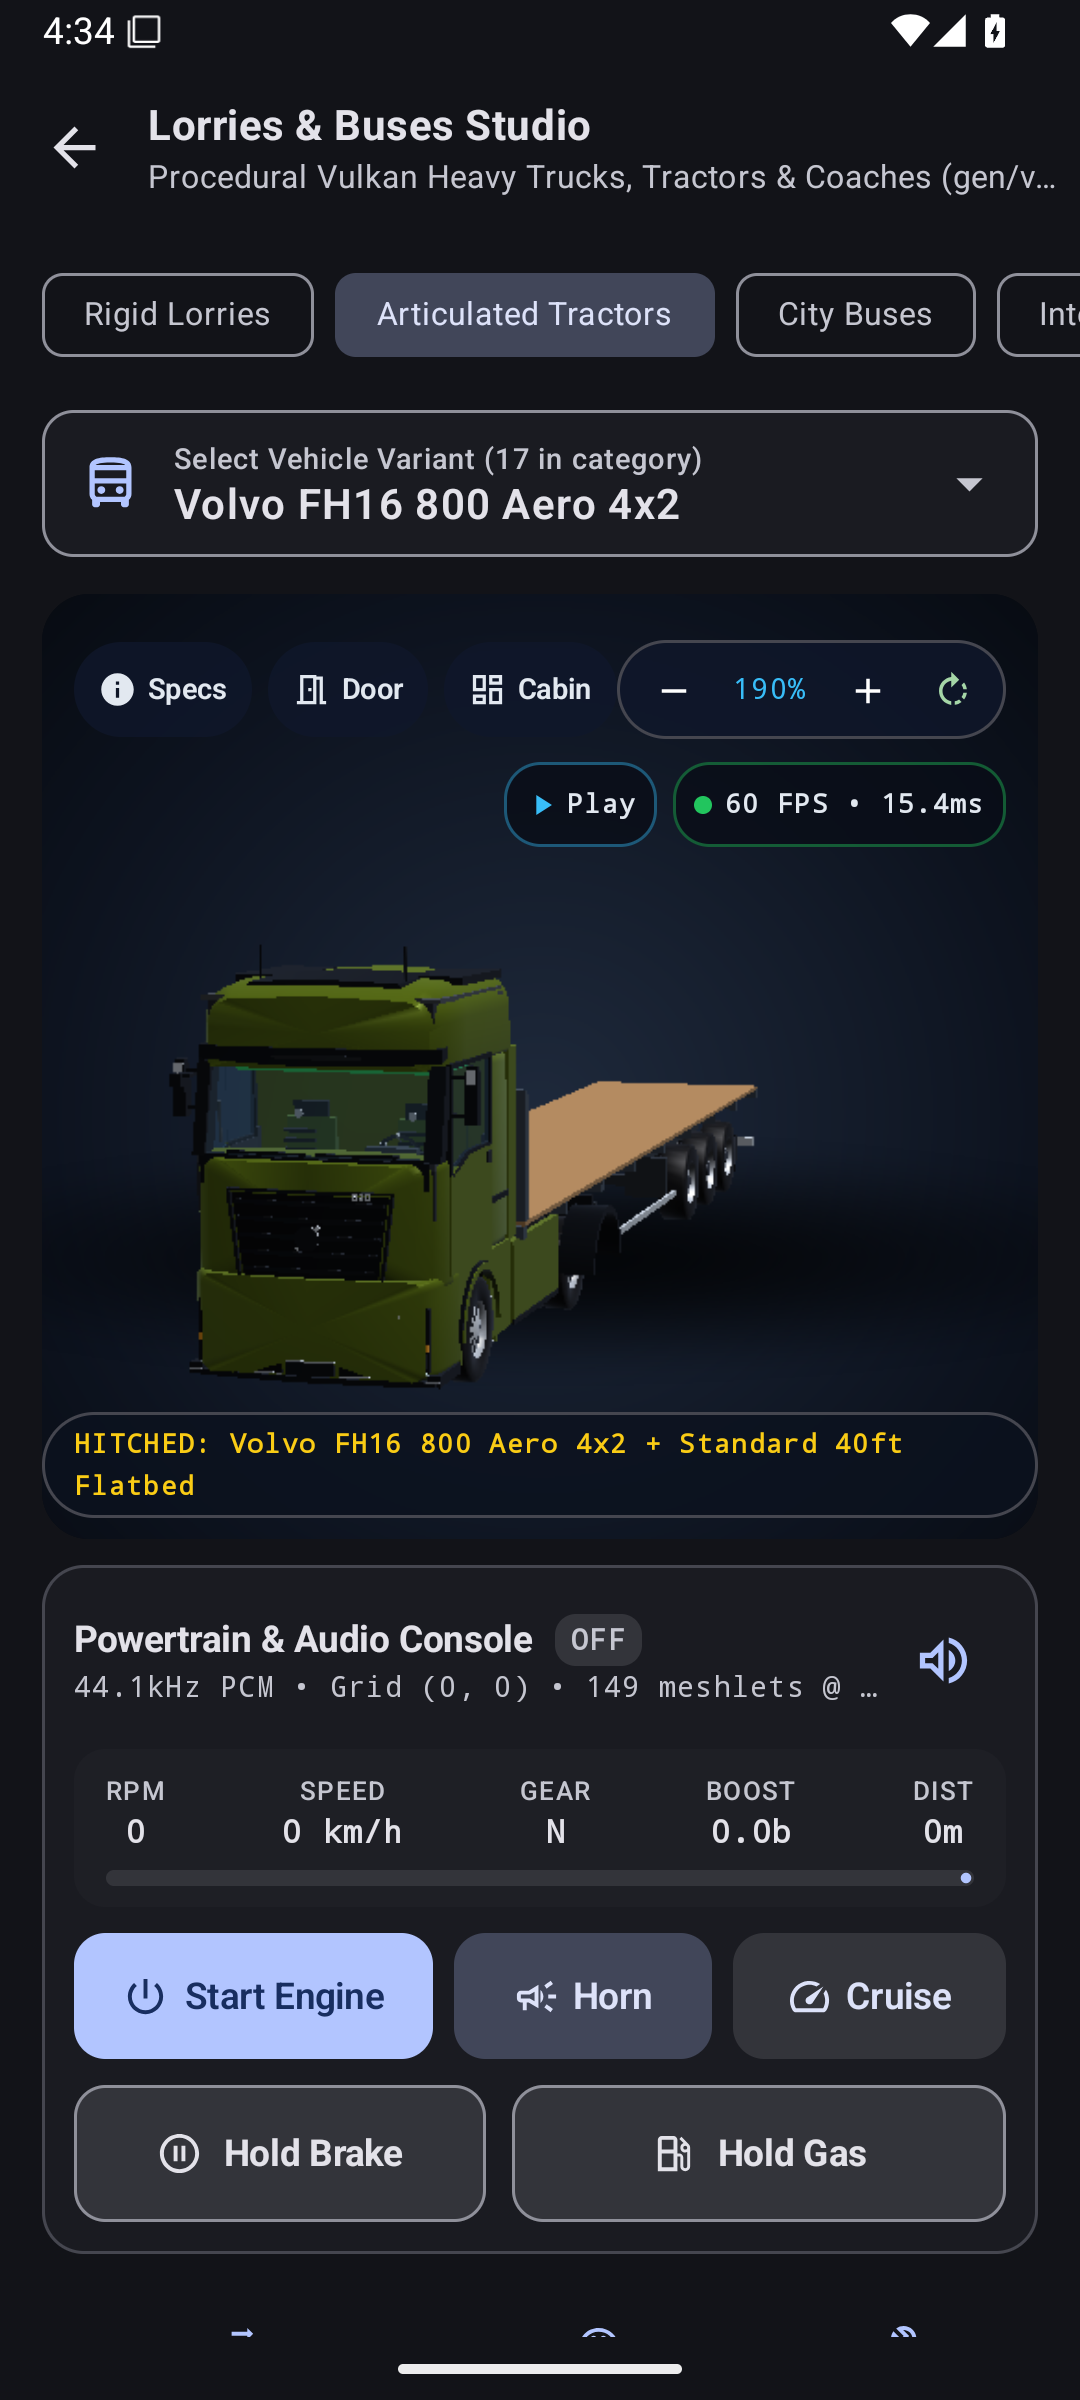 4:34
Lorries & Buses Studio
Procedural Vulkan Heavy Trucks, Tractors & Coaches (gen/v…
Rigid Lorries
Articulated Tractors
City Buses
Int
Select Vehicle Variant (17 in category)
Volvo FH16 800 Aero 4x2
Specs
Door
Cabin
190%
Play
60 FPS • 15.4ms
HITCHED: Volvo FH16 800 Aero 4x2 + Standard 40ft
Flatbed
Powertrain & Audio Console
OFF
44.1kHz PCM • Grid (0, 0) • 149 meshlets @ …
RPM
SPEED
GEAR
BOOST
DIST
0
0 km/h
N
0.0b
0m
Start Engine
Horn
Cruise
Hold Brake
Hold Gas